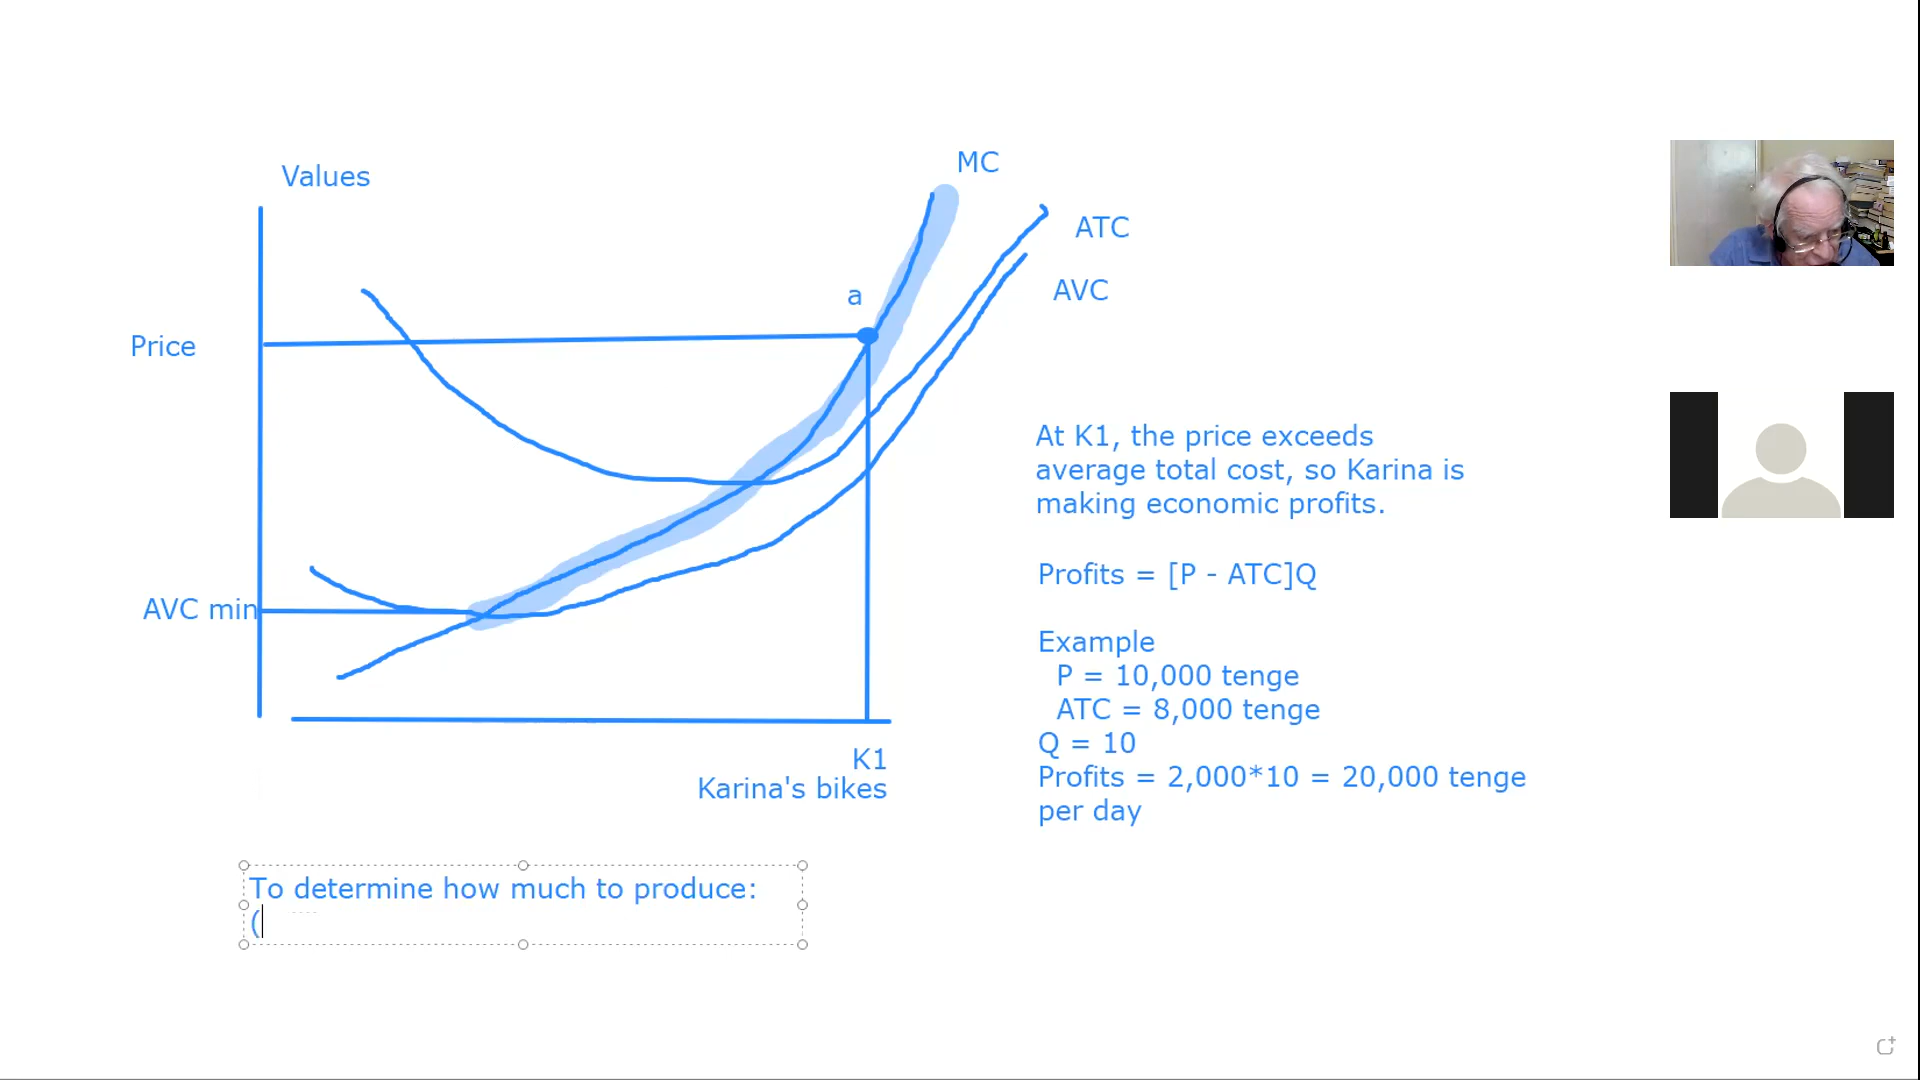 Values
MC
ATC
AVC
a
Price
AVC min
K1
Karina's bikes
At K1, the price exceeds
average total cost, so Karina is
making economic profits.
Profits = [P - ATC]Q
Example
P = 10,000 tenge
ATC = 8,000 tenge
Q = 10
Profits = 2,000*10 = 20,000 tenge
per day
To determine how much to produce:
(